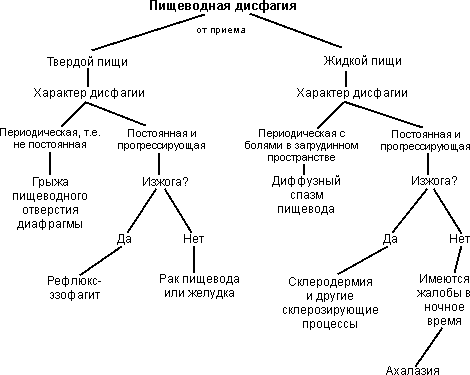 Пищеводная дисфагия
от приема
Твердой пищи
Жидкой пищи
Характер дисфагии
Характер дисфагии
Периодическая, т.е.
не постоянная
Постоянная и
прогрессирующая
Периодическая с
болями в загрудинном
пространстве
Постоянная и
прогрессирующая
Грыжа
пищеводного
отверстия
диафрагмы
Изжога?
Диффузный
спазм
пищевода
Изжога?
Да
Нет
Да
Нет
Рефлюкс-
эзофагит
Рак пищевода
или желудка
Склеродермия
и другие
склерозирующие
процессы
Имеются
жалобы в
ночное
время
Ахалазия